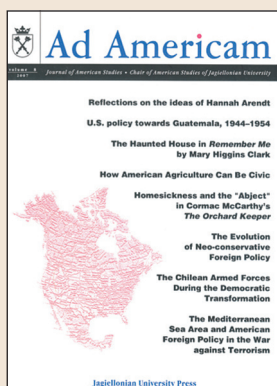 Ad Americam
volume 8
2007
Journal of American Studies • Chair of American Studies of Jagiellonian University
Reflections on the ideas of Hannah Arendt
U.S. policy towards Guatemala, 1944–1954
The Haunted House in Remember Me
by Mary Higgins Clark
How American Agriculture Can Be Civic
Homesickness and the "Abject"
in Cormac McCarthy's
The Orchard Keeper
The Evolution
of Neo-conservative
Foreign Policy
The Chilean Armed Forces
During the Democratic
Transformation
The Mediterranean
Sea Area and American
Foreign Policy in the War
against Terrorism
Jagiellonian University Press